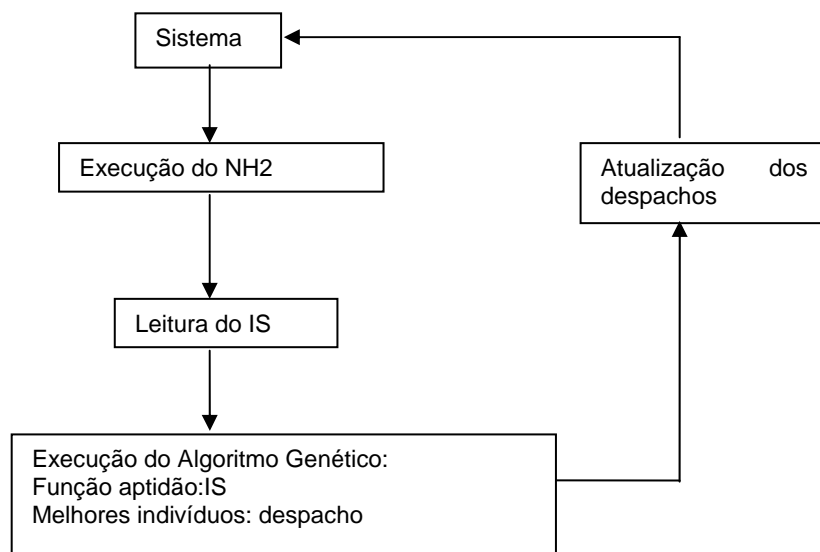 Sistema
Execução do NH2
Atualização dos
despachos
Leitura do IS
Execução do Algoritmo Genético:
Função aptidão:IS
Melhores indivíduos: despacho